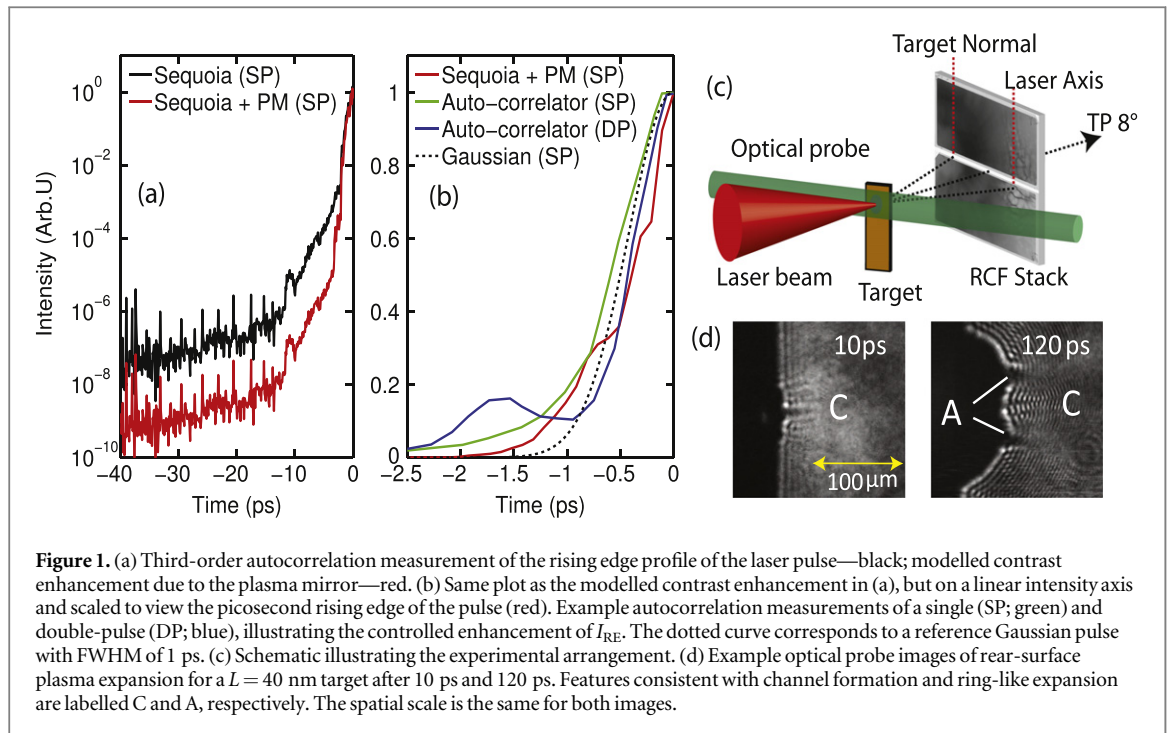 Sequoia (SP)
Sequoia + PM (SP)
(a)
10⁰
10⁻²
10⁻⁴
10⁻⁶
10⁻⁸
10⁻¹⁰
Intensity (Arb.U)
−40 −30 −20 −10 0
Time (ps)
Sequoia + PM (SP)
Auto−correlator (SP)
Auto−correlator (DP)
Gaussian (SP)
(b)
1
0.8
0.6
0.4
0.2
0
−2.5 −2 −1.5 −1 −0.5 0
Time (ps)
Target Normal
(c)
Laser Axis
TP 8°
Optical probe
Laser beam
Target
RCF Stack
(d)
10ps
C
100μm
120 ps
A
C
Figure 1. (a) Third-order autocorrelation measurement of the rising edge profile of the laser pulse—black; modelled contrast
enhancement due to the plasma mirror—red. (b) Same plot as the modelled contrast enhancement in (a), but on a linear intensity axis
and scaled to view the picosecond rising edge of the pulse (red). Example autocorrelation measurements of a single (SP; green) and
double-pulse (DP; blue), illustrating the controlled enhancement of I_RE. The dotted curve corresponds to a reference Gaussian pulse
with FWHM of 1 ps. (c) Schematic illustrating the experimental arrangement. (d) Example optical probe images of rear-surface
plasma expansion for a L = 40 nm target after 10 ps and 120 ps. Features consistent with channel formation and ring-like expansion
are labelled C and A, respectively. The spatial scale is the same for both images.